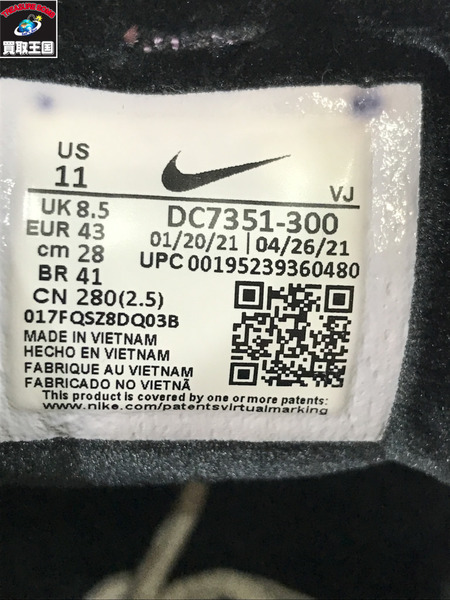 TREASURE KINGDOM
買取王国
US
11
VJ
UK 8.5
EUR 43
cm 28
BR 41
CN 280(2.5)
DC7351-300
01/20/21 | 04/26/21
UPC 00195239360480
017FQSZ8DQ03B
MADE IN VIETNAM
HECHO EN VIETNAM
FABRIQUE AU VIETNAM
FABRICADO NO VIETNÃ
This product is covered by one or more patents:
www.nike.com/patentsvirtualmarking